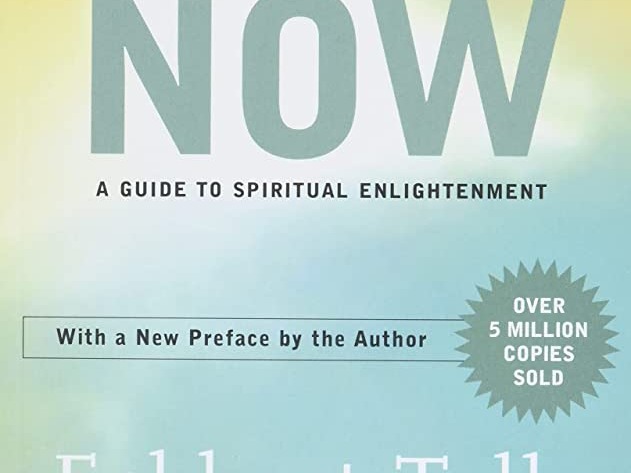 NOW
A GUIDE TO SPIRITUAL ENLIGHTENMENT
With a New Preface by the Author
OVER
5 MILLION
COPIES
SOLD